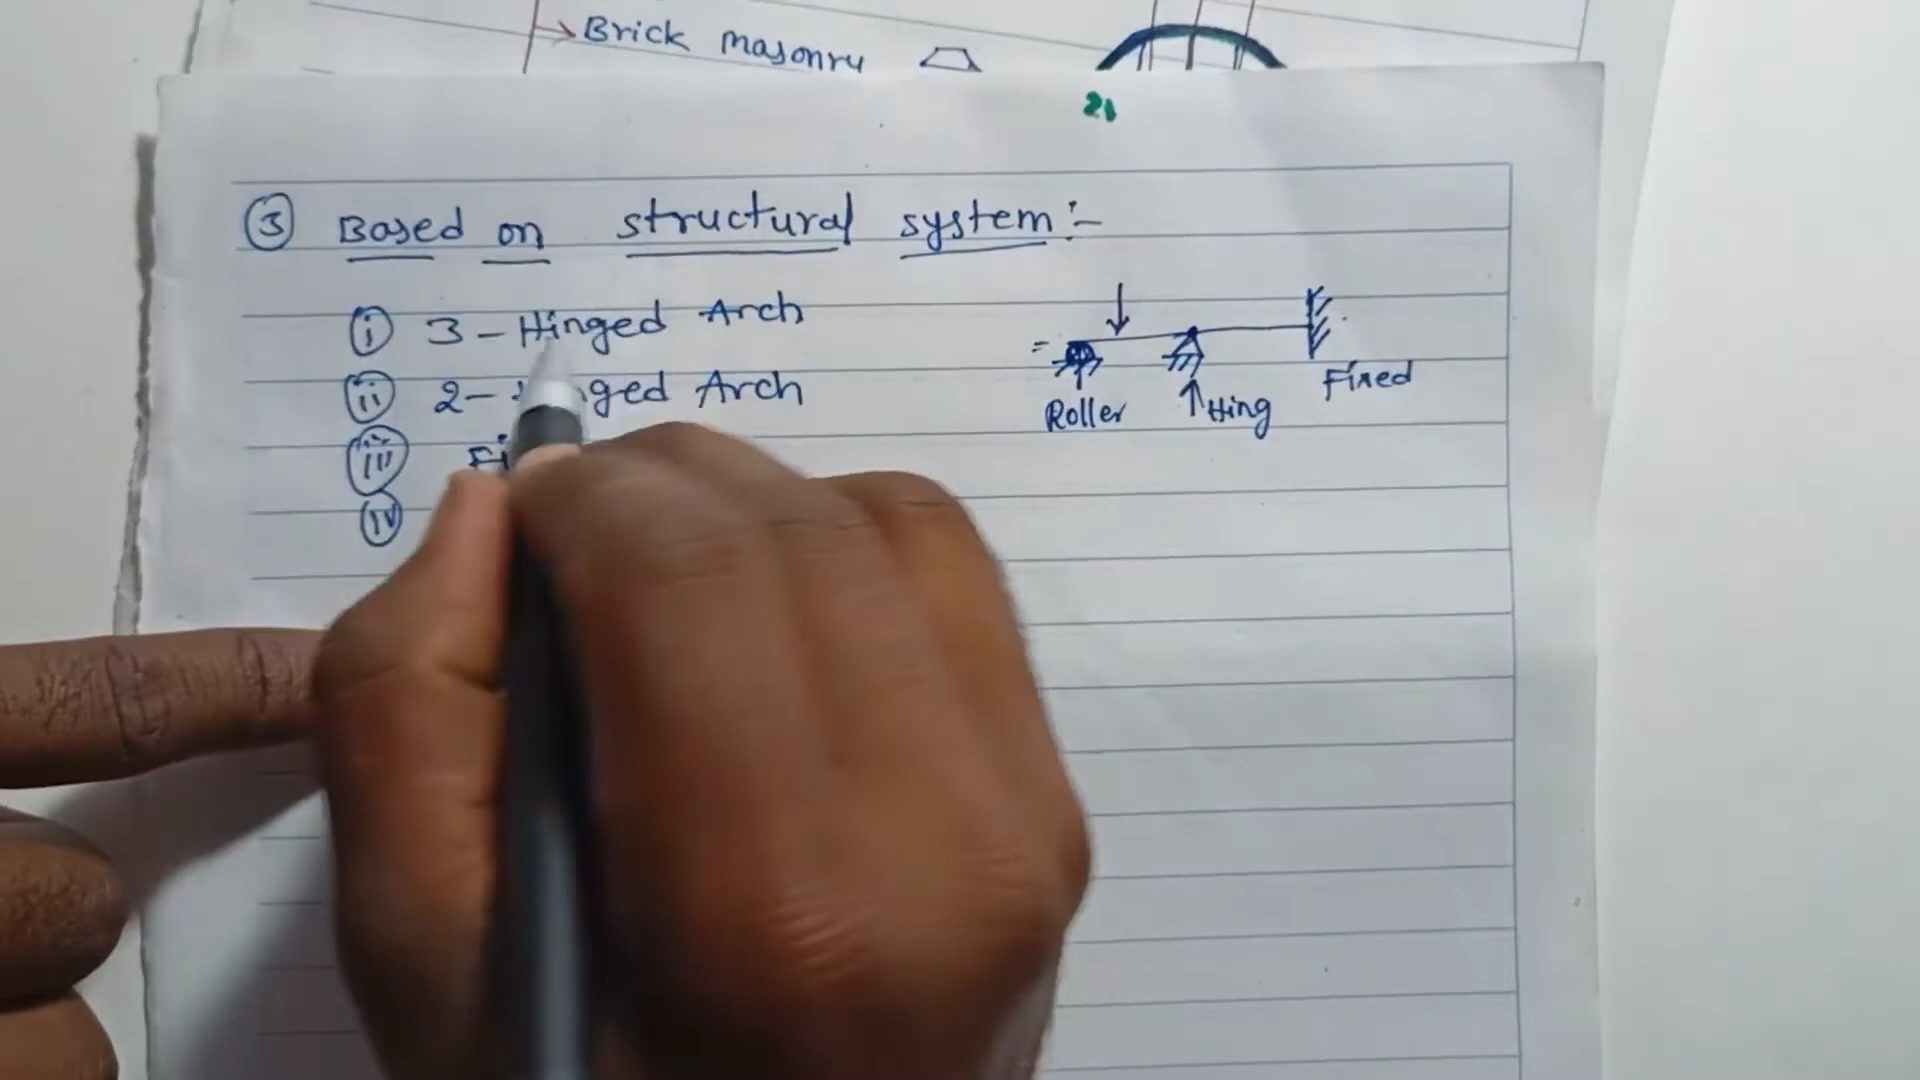 Brick masonry
21
③ Based on structural system :-
(i) 3-Hinged Arch
(ii) 2-
ged Arch
(iii) Fi
(iv)
Roller
Hing
Fixed